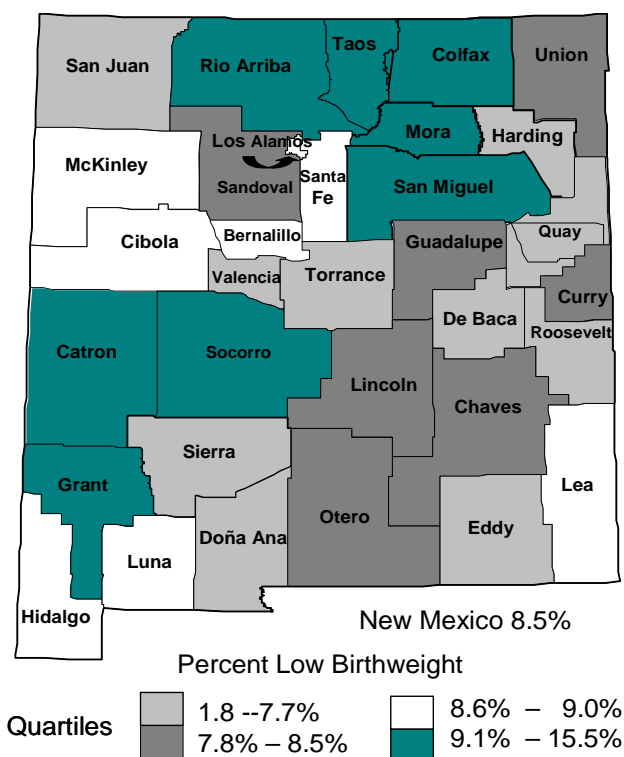 San Juan
Rio Arriba
Taos
Colfax
Union
Los Alamos
Mora
Harding
McKinley
Sandoval
Santa
Fe
San Miguel
Cibola
Bernalillo
Guadalupe
Quay
Valencia
Torrance
Curry
De Baca
Roosevelt
Catron
Socorro
Lincoln
Chaves
Sierra
Grant
Lea
Otero
Eddy
Doña Ana
Luna
Hidalgo
New Mexico 8.5%
Percent Low Birthweight
Quartiles
1.8 --7.7%
7.8% – 8.5%
8.6% – 9.0%
9.1% – 15.5%